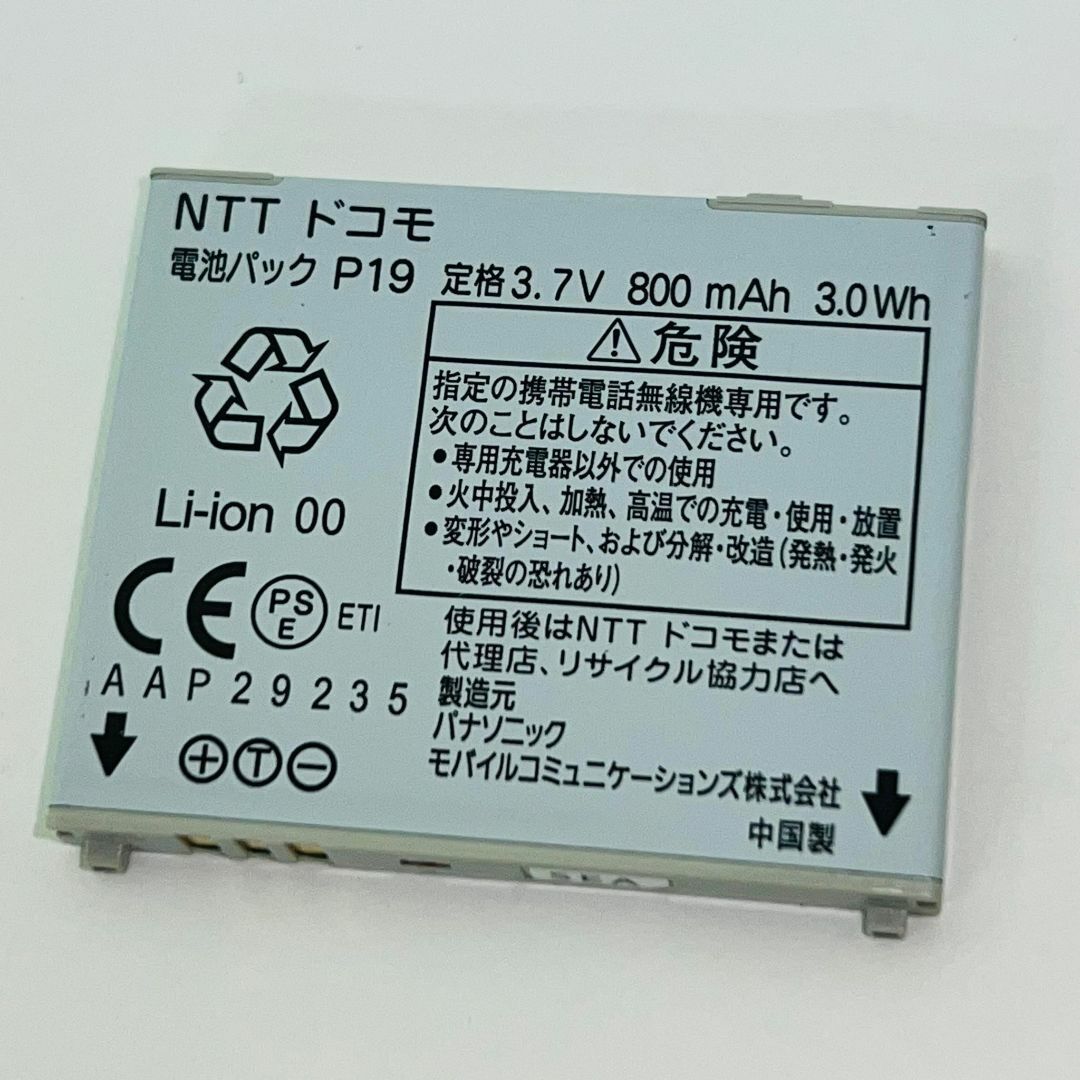 NTT ドコモ
電池パック P19 定格3.7V 800 mAh 3.0Wh
危険
指定の携帯電話無線機専用です。
次のことはしないでください。
・専用充電器以外での使用
・火中投入、加熱、高温での充電・使用・放置
・変形やショート、および分解・改造(発熱・発火
・破裂の恐れあり)
Li-ion 00
CE PSE ETI
AAP29235
使用後はNTT ドコモまたは
代理店、リサイクル協力店へ
製造元
パナソニック
モバイルコミュニケーションズ株式会社
中国製
+ T −